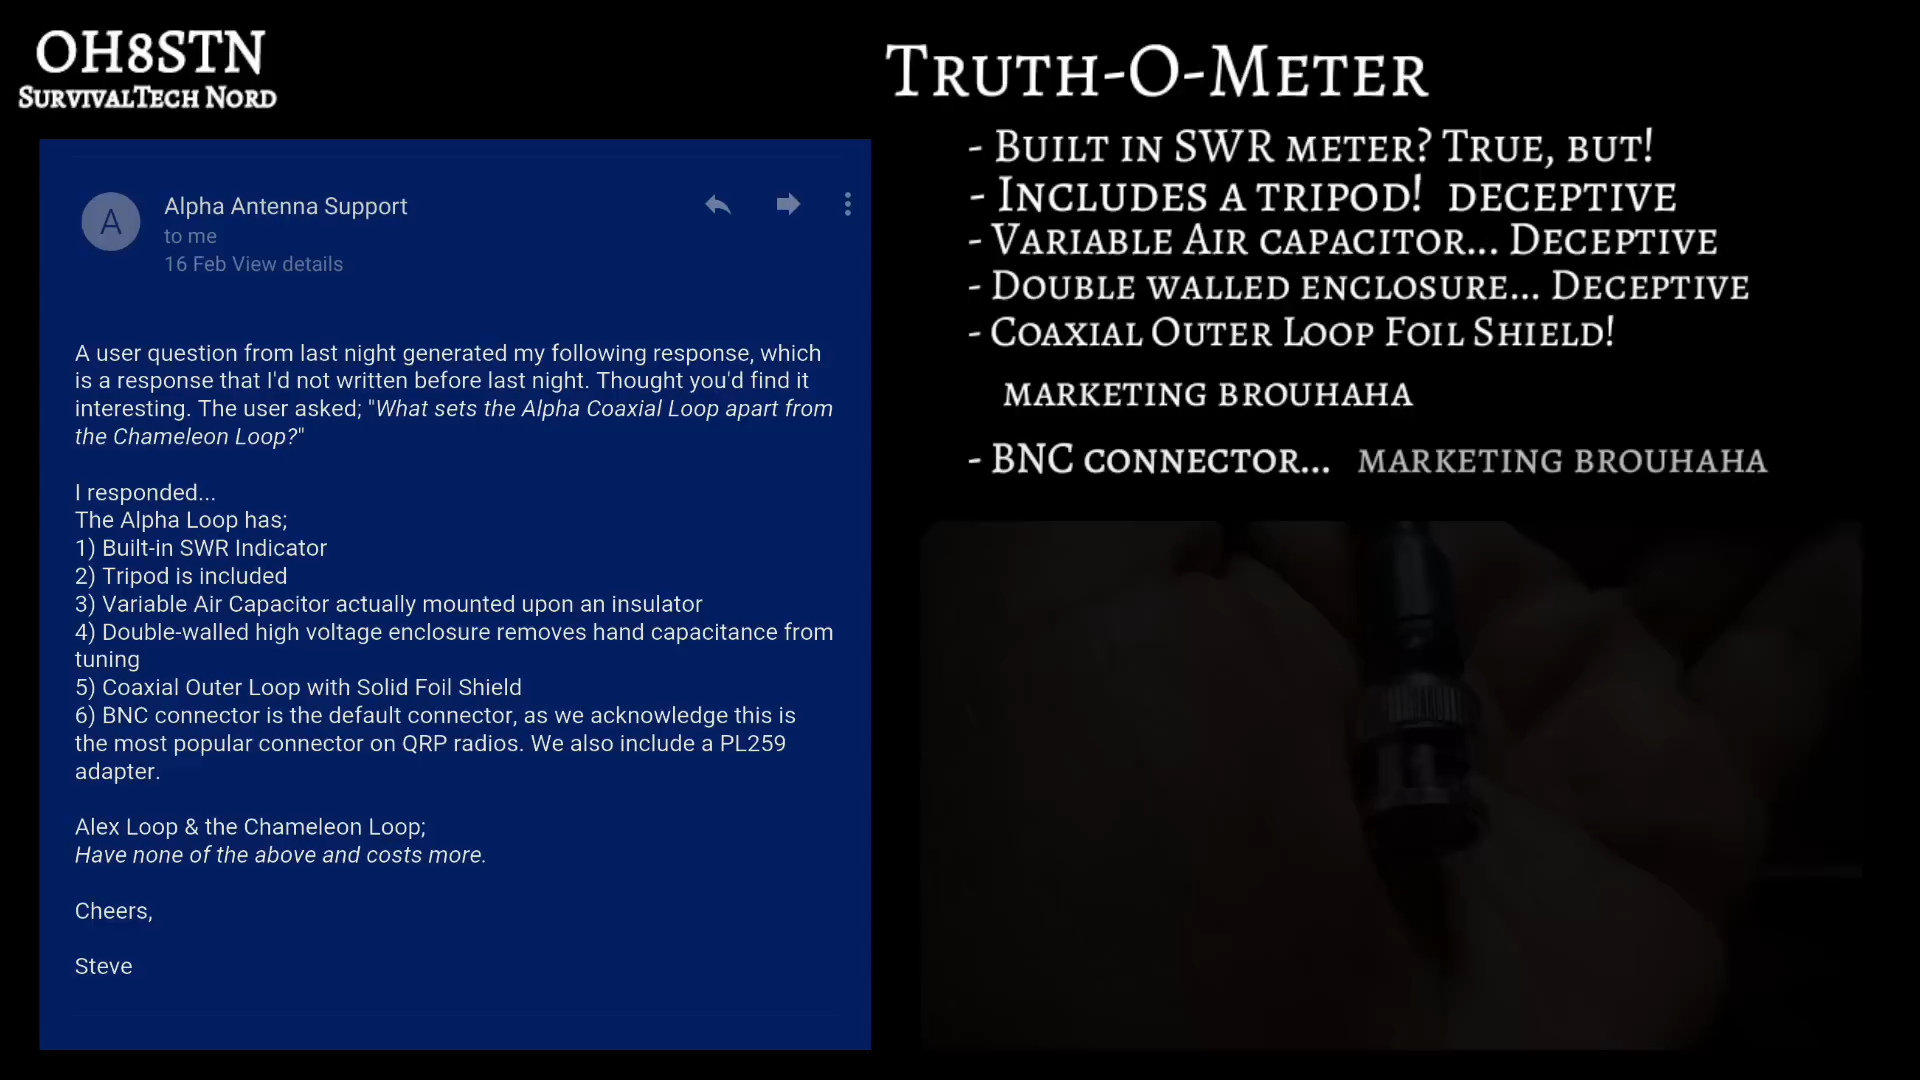 OH8STN
SurvivalTech Nord
Truth-O-Meter
- Built in SWR meter? True, but!
- Includes a tripod! deceptive
- Variable Air capacitor... Deceptive
- Double walled enclosure... Deceptive
- Coaxial Outer Loop Foil Shield!
marketing brouhaha
- BNC connector... marketing brouhaha
A
Alpha Antenna Support
to me
16 Feb View details
A user question from last night generated my following response, which
is a response that I'd not written before last night. Thought you'd find it
interesting. The user asked; "What sets the Alpha Coaxial Loop apart from
the Chameleon Loop?"
I responded...
The Alpha Loop has;
1) Built-in SWR Indicator
2) Tripod is included
3) Variable Air Capacitor actually mounted upon an insulator
4) Double-walled high voltage enclosure removes hand capacitance from
tuning
5) Coaxial Outer Loop with Solid Foil Shield
6) BNC connector is the default connector, as we acknowledge this is
the most popular connector on QRP radios. We also include a PL259
adapter.
Alex Loop & the Chameleon Loop;
Have none of the above and costs more.
Cheers,
Steve